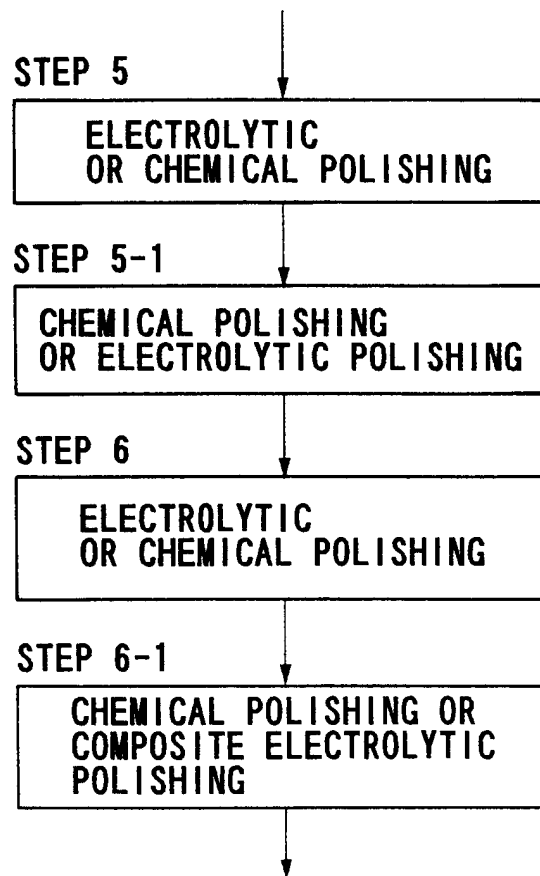 STEP 5
ELECTROLYTIC
OR CHEMICAL POLISHING
STEP 5-1
CHEMICAL POLISHING
OR ELECTROLYTIC POLISHING
STEP 6
ELECTROLYTIC
OR CHEMICAL POLISHING
STEP 6-1
CHEMICAL POLISHING OR
COMPOSITE ELECTROLYTIC
POLISHING